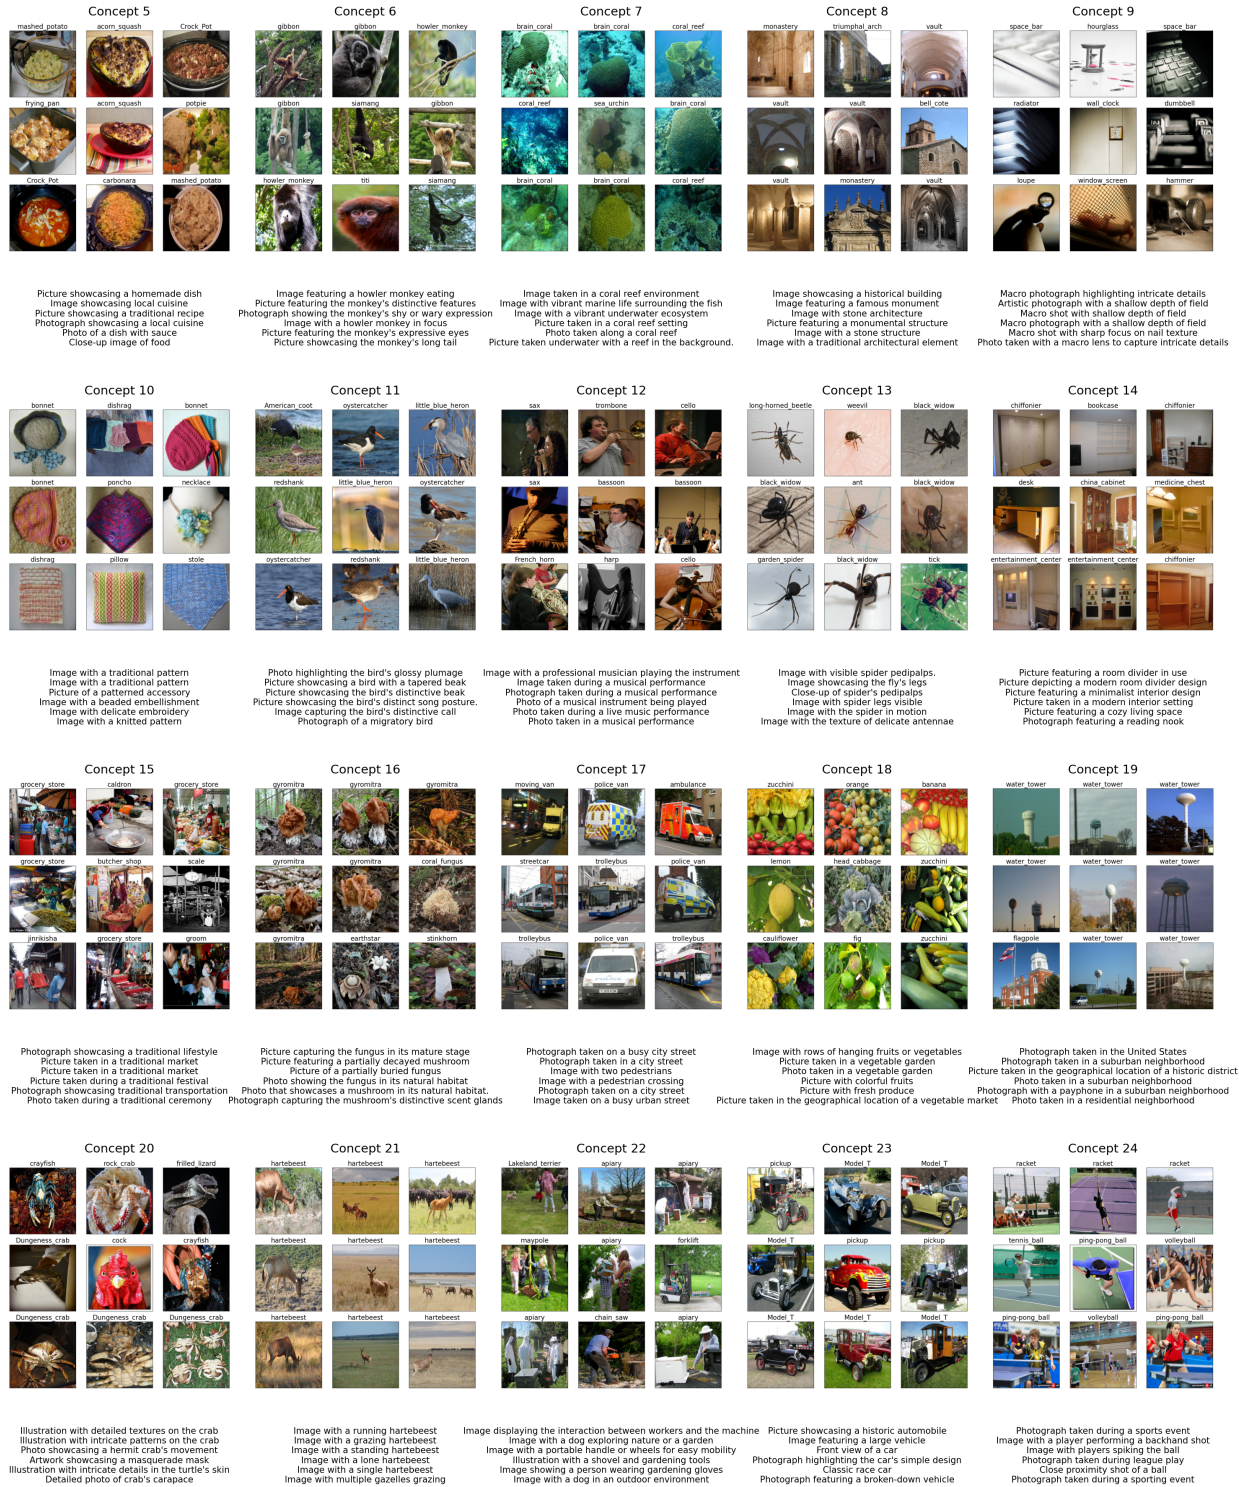 Concept 5
mashed_potato acorn_squash Crock_Pot
frying_pan acorn_squash potpie
Crock_Pot carbonara mashed_potato
Picture showcasing a homemade dish
Image showcasing local cuisine
Picture showcasing a traditional recipe
Photograph showcasing a local cuisine
Photo of a dish with sauce
Close-up image of food
Concept 6
gibbon gibbon howler_monkey
gibbon siamang gibbon
howler_monkey titi siamang
Image featuring a howler monkey eating
Picture featuring the monkey's distinctive features
Photograph showing the monkey's shy or wary expression
Image with a howler monkey in focus
Picture featuring the monkey's expressive eyes
Picture showcasing the monkey's long tail
Concept 7
brain_coral brain_coral coral_reef
coral_reef sea_urchin brain_coral
brain_coral brain_coral coral_reef
Image taken in a coral reef environment
Image with vibrant marine life surrounding the fish
Image with a vibrant underwater ecosystem
Picture taken in a coral reef setting
Photo taken along a coral reef
Picture taken underwater with a reef in the background.
Concept 8
monastery triumphal_arch vault
vault vault bell_cote
vault monastery vault
Image showcasing a historical building
Image featuring a famous monument
Image with stone architecture
Picture featuring a monumental structure
Image with a stone structure
Image with a traditional architectural element
Concept 9
space_bar hourglass space_bar
radiator wall_clock dumbbell
loupe window_screen hammer
Macro photograph highlighting intricate details
Artistic photograph with a shallow depth of field
Macro shot with shallow depth of field
Macro photograph with a shallow depth of field
Macro shot with sharp focus on nail texture
Photo taken with a macro lens to capture intricate details
Concept 10
bonnet dishrag bonnet
bonnet poncho necklace
dishrag pillow stole
Image with a traditional pattern
Image with a traditional pattern
Picture of a patterned accessory
Image with a beaded embellishment
Image with delicate embroidery
Image with a knitted pattern
Concept 11
American_coot oystercatcher little_blue_heron
redshank little_blue_heron oystercatcher
oystercatcher redshank little_blue_heron
Photo highlighting the bird's glossy plumage
Picture showcasing a bird with a tapered beak
Picture showcasing the bird's distinctive beak
Picture showcasing the bird's distinct song posture.
Image capturing the bird's distinctive call
Photograph of a migratory bird
Concept 12
sax trombone cello
sax bassoon bassoon
French_horn harp cello
Image with a professional musician playing the instrument
Image taken during a musical performance
Photograph taken during a musical performance
Photo of a musical instrument being played
Photo taken during a live music performance
Photo taken in a musical performance
Concept 13
long-horned_beetle weevil black_widow
black_widow ant black_widow
garden_spider black_widow tick
Image with visible spider pedipalps.
Image showcasing the fly's legs
Close-up of spider's pedipalps
Image with spider legs visible
Image with the spider in motion
Image with the texture of delicate antennae
Concept 14
chiffonier bookcase chiffonier
desk china_cabinet medicine_chest
entertainment_center entertainment_center chiffonier
Picture featuring a room divider in use
Picture depicting a modern room divider design
Picture featuring a minimalist interior design
Picture taken in a modern interior setting
Picture featuring a cozy living space
Photograph featuring a reading nook
Concept 15
grocery_store caldron grocery_store
grocery_store butcher_shop scale
jinrikisha grocery_store groom
Photograph showcasing a traditional lifestyle
Picture taken in a traditional market
Picture taken during a traditional festival
Photograph showcasing traditional transportation
Photo taken during a traditional ceremony
Concept 16
gyromitra gyromitra gyromitra
gyromitra gyromitra coral_fungus
gyromitra earthstar stinkhorn
Picture capturing the fungus in its mature stage
Picture featuring a partially decayed mushroom
Picture of a partially buried fungus
Photo showing the fungus in its natural habitat
Photo that showcases a mushroom in its natural habitat.
Photograph capturing the mushroom's distinctive scent glands
Concept 17
moving_van police_van ambulance
streetcar trolleybus police_van
trolleybus police_van trolleybus
Photograph taken on a busy city street
Photograph taken in a city street
Image with two pedestrians
Image with a pedestrian crossing
Photograph taken on a city street
Image taken on a busy urban street
Concept 18
zucchini orange banana
lemon head_cabbage zucchini
cauliflower fig zucchini
Image with rows of hanging fruits or vegetables
Picture taken in a vegetable garden
Photo taken in a vegetable garden
Picture with colorful fruits
Picture with fresh produce
Picture taken in the geographical location of a vegetable market
Concept 19
water_tower water_tower water_tower
water_tower water_tower water_tower
flagpole water_tower water_tower
Photograph taken in the United States
Photograph taken in a suburban neighborhood
Picture taken in the geographical location of a historic district
Photo taken in a suburban neighborhood
Photograph with a payphone in a suburban neighborhood
Photo taken in a residential neighborhood
Concept 20
crayfish rock_crab frilled_lizard
Dungeness_crab cock crayfish
Dungeness_crab Dungeness_crab Dungeness_crab
Illustration with detailed textures on the crab
Illustration with intricate patterns on the crab
Photo showcasing a hermit crab's movement
Artwork showcasing a masquerade mask
Illustration with intricate details in the turtle's skin
Detailed photo of crab's carapace
Concept 21
hartebeest hartebeest hartebeest
hartebeest hartebeest hartebeest
hartebeest hartebeest hartebeest
Image with a running hartebeest
Image with a grazing hartebeest
Image with a standing hartebeest
Image with a lone hartebeest
Image with a single hartebeest
Image with multiple gazelles grazing
Concept 22
Lakeland_terrier apiary apiary
maypole apiary forklift
apiary chain_saw apiary
Image displaying the interaction between workers and the machine
Image with a dog exploring nature or a garden
Image with a portable handle or wheels for easy mobility
Illustration with a shovel and gardening tools
Image showing a person wearing gardening gloves
Image with a dog in an outdoor environment
Concept 23
pickup Model_T Model_T
Model_T pickup pickup
Model_T Model_T Model_T
Picture showcasing a historic automobile
Image featuring a large vehicle
Front view of a car
Photograph highlighting the car's simple design
Classic race car
Photograph featuring a broken-down vehicle
Concept 24
racket racket racket
tennis_ball ping-pong_ball volleyball
ping-pong_ball volleyball ping-pong_ball
Photograph taken during a sports event
Image with a player performing a backhand shot
Image with players spiking the ball
Photograph taken during league play
Close proximity shot of a ball
Photograph taken during a sporting event